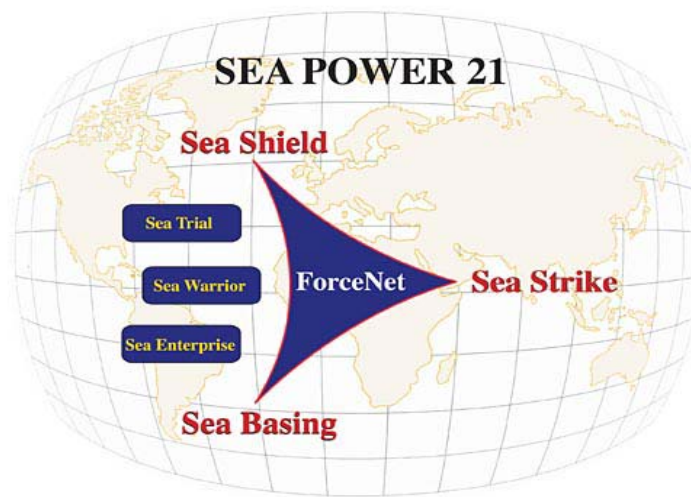 SEA POWER 21
Sea Shield
Sea Trial
Sea Warrior
ForceNet
Sea Strike
Sea Enterprise
Sea Basing